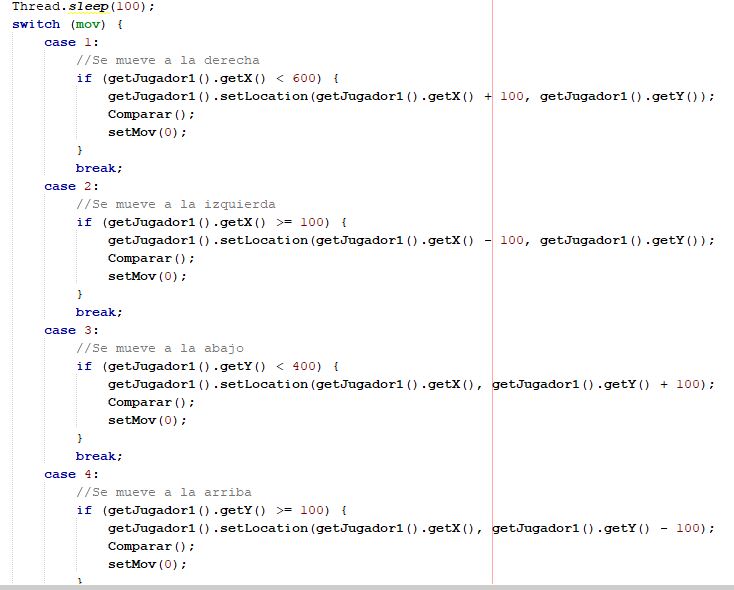 Thread.sleep(100);
switch (mov) {
case 1:
//Se mueve a la derecha
if (getJugador1().getX() < 600) {
getJugador1().setLocation(getJugador1().getX() + 100, getJugador1().getY());
Comparar();
setMov(0);
}
break;
case 2:
//Se mueve a la izquierda
if (getJugador1().getX() >= 100) {
getJugador1().setLocation(getJugador1().getX() - 100, getJugador1().getY());
Comparar();
setMov(0);
}
break;
case 3:
//Se mueve a la abajo
if (getJugador1().getY() < 400) {
getJugador1().setLocation(getJugador1().getX(), getJugador1().getY() + 100);
Comparar();
setMov(0);
}
break;
case 4:
//Se mueve a la arriba
if (getJugador1().getY() >= 100) {
getJugador1().setLocation(getJugador1().getX(), getJugador1().getY() - 100);
Comparar();
setMov(0);
}